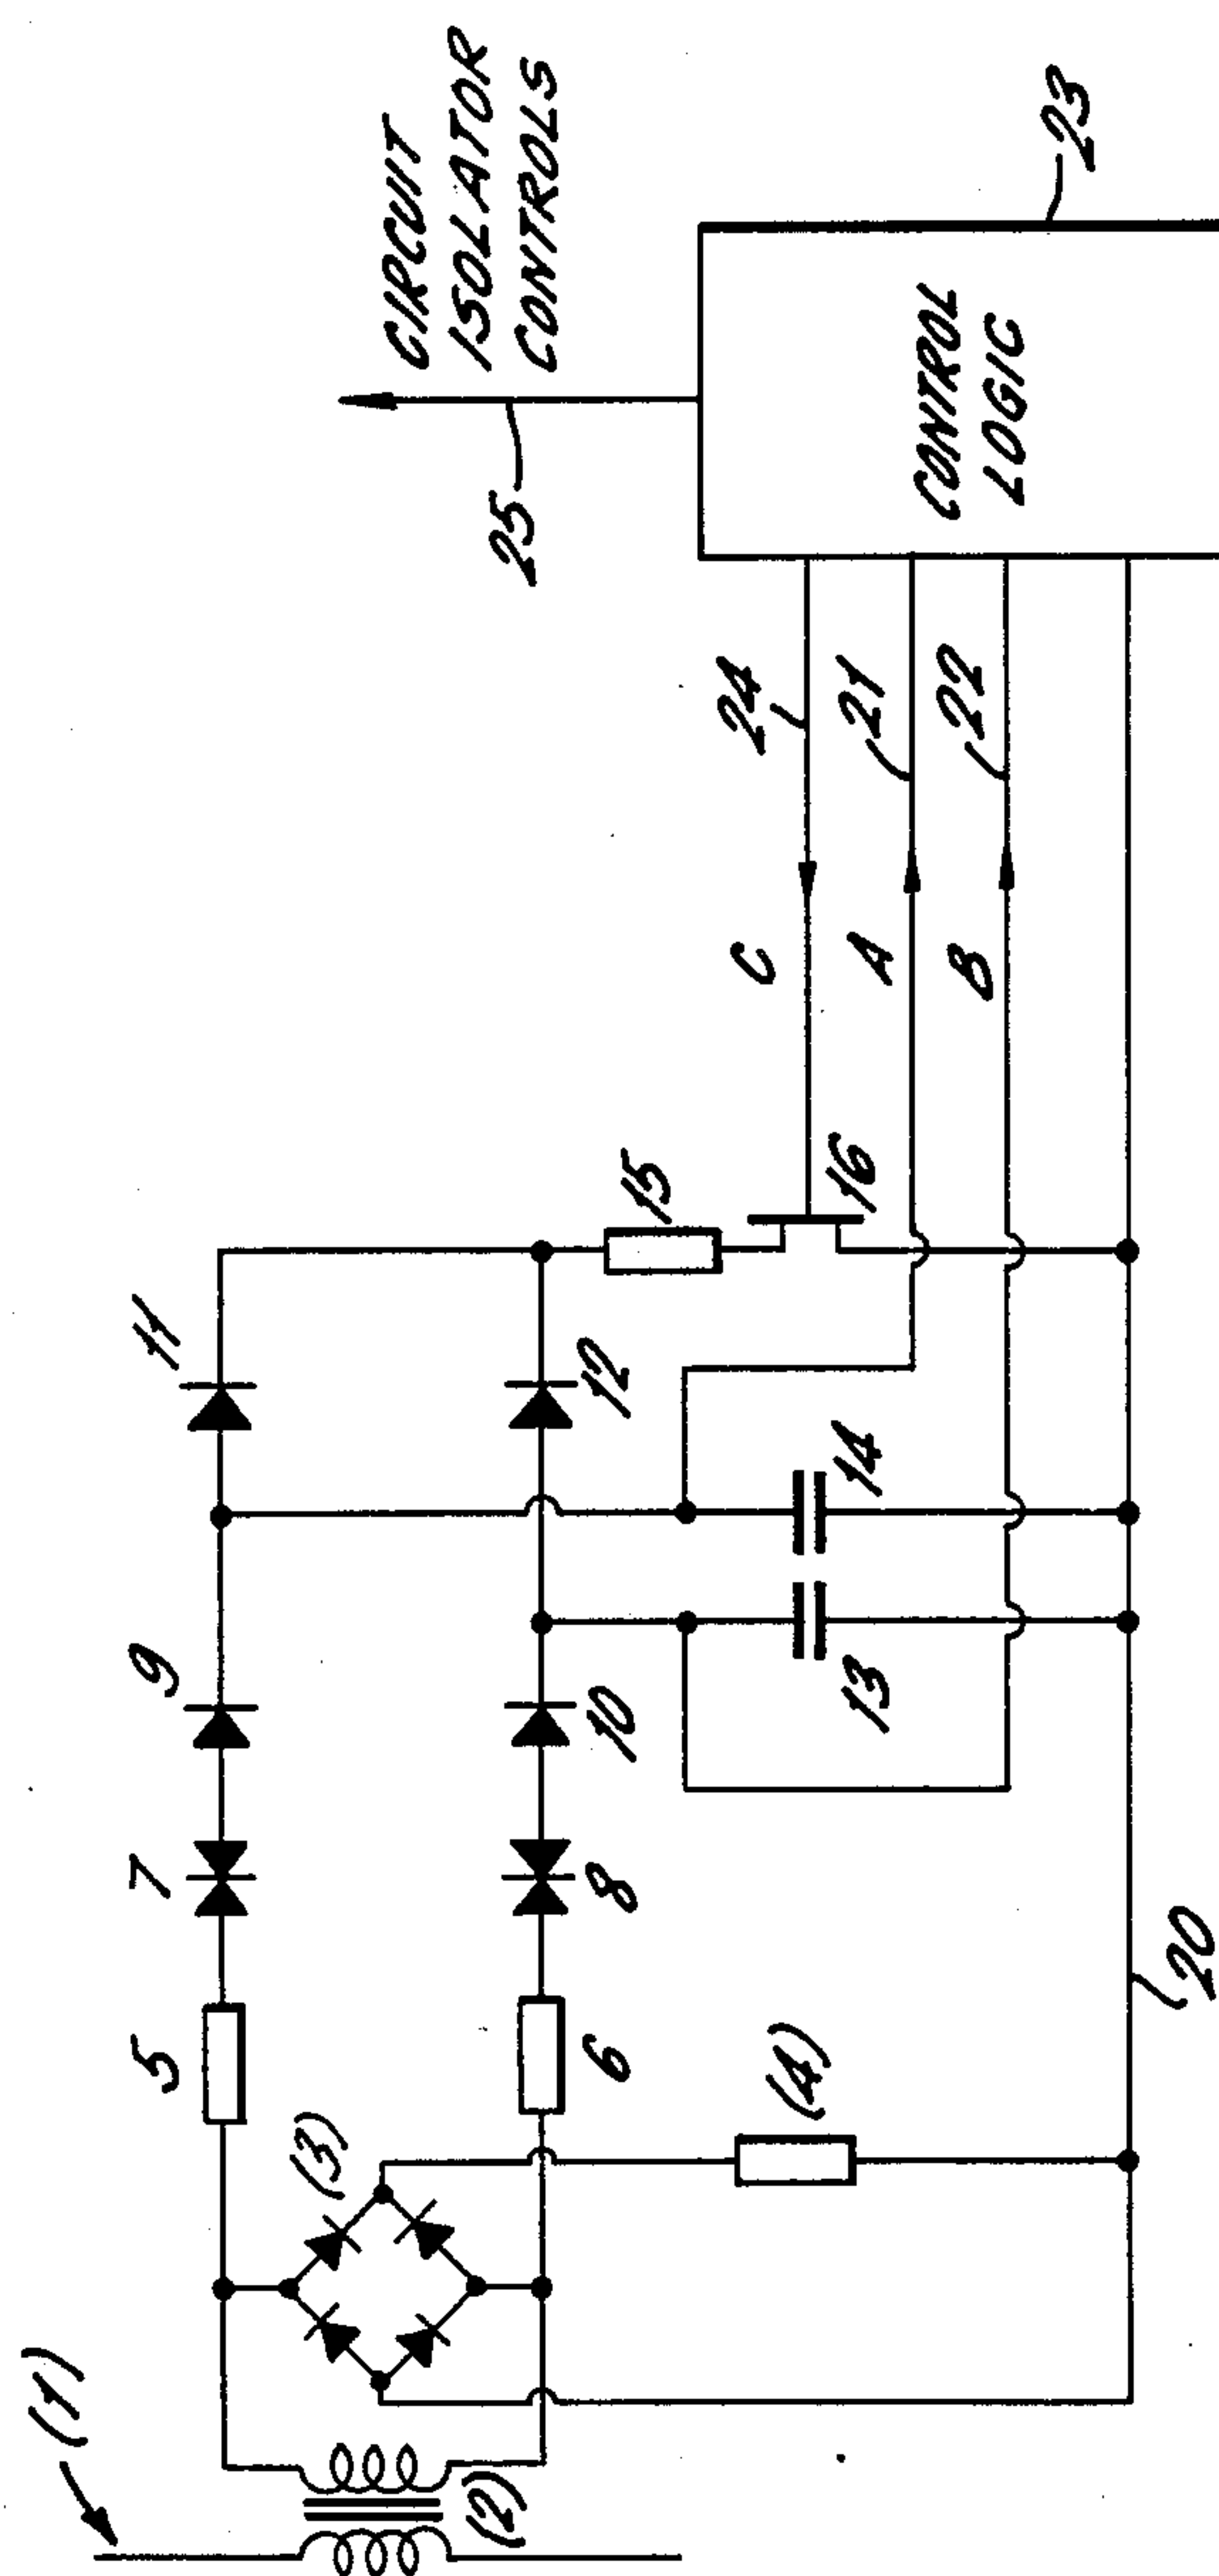 (1)
(2)
(3)
(4)
5
6
7
8
9
10
11
12
13
14
15
16
20
C
A
B
24
21
22
25
CIRCUIT
ISOLATOR
CONTROLS
CONTROL
LOGIC
23